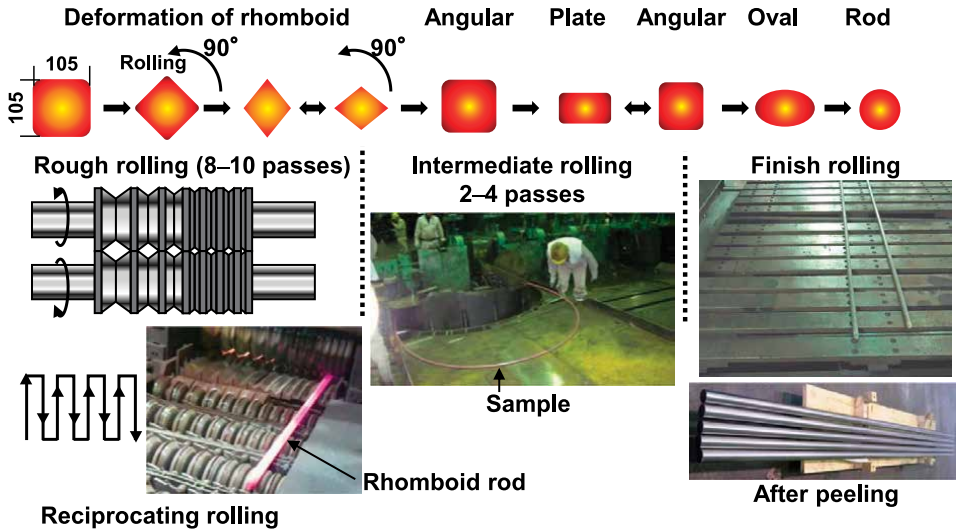 Deformation of rhomboid
Angular
Plate
Angular
Oval
Rod
105
105
Rolling
90°
90°
Rough rolling (8–10 passes)
Intermediate rolling
2–4 passes
Finish rolling
Sample
Rhomboid rod
Reciprocating rolling
After peeling